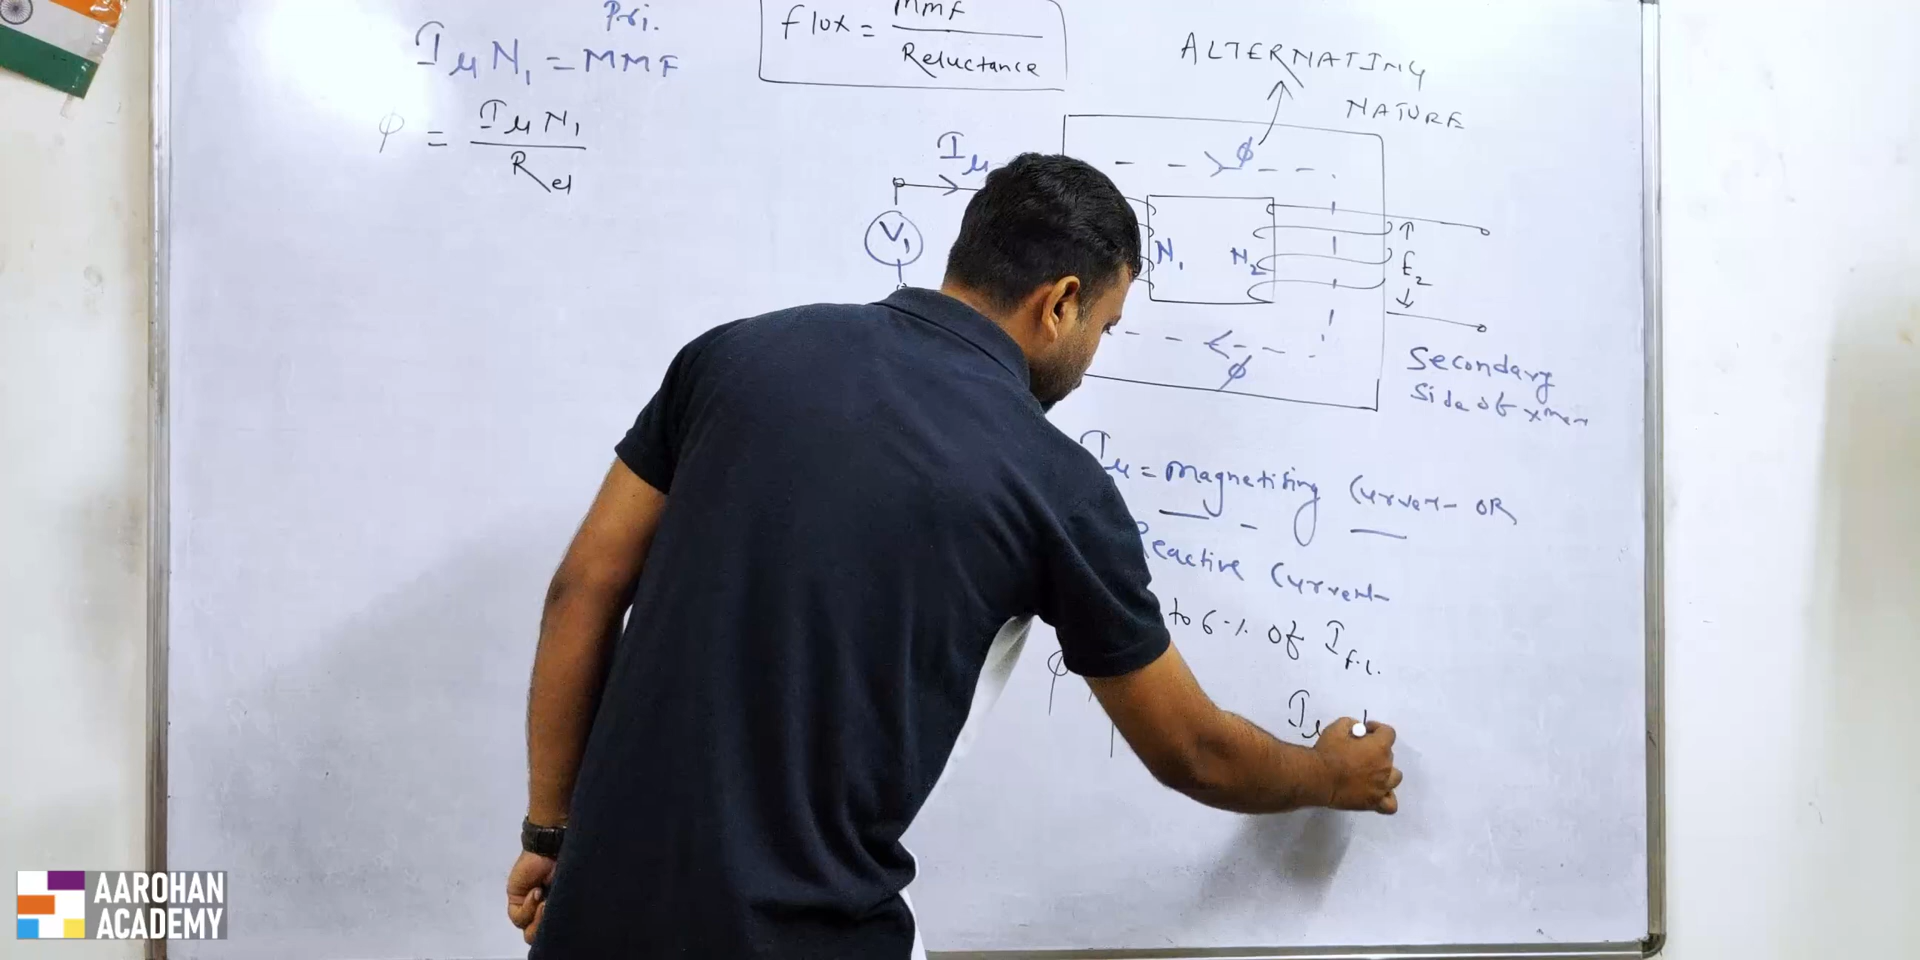 Pri.
IμN₁ = MMF
φ = IμN₁ / Rel
flux = MMF / Reluctance
ALTERNATING
NATURE
Iμ
φ
V₁
N₁
N₂
E₂
φ
Secondary
Side of xmer
Iμ = Magnetising Current OR
Reactive Current
to 6% of I F.L.
φ
AAROHAN
ACADEMY